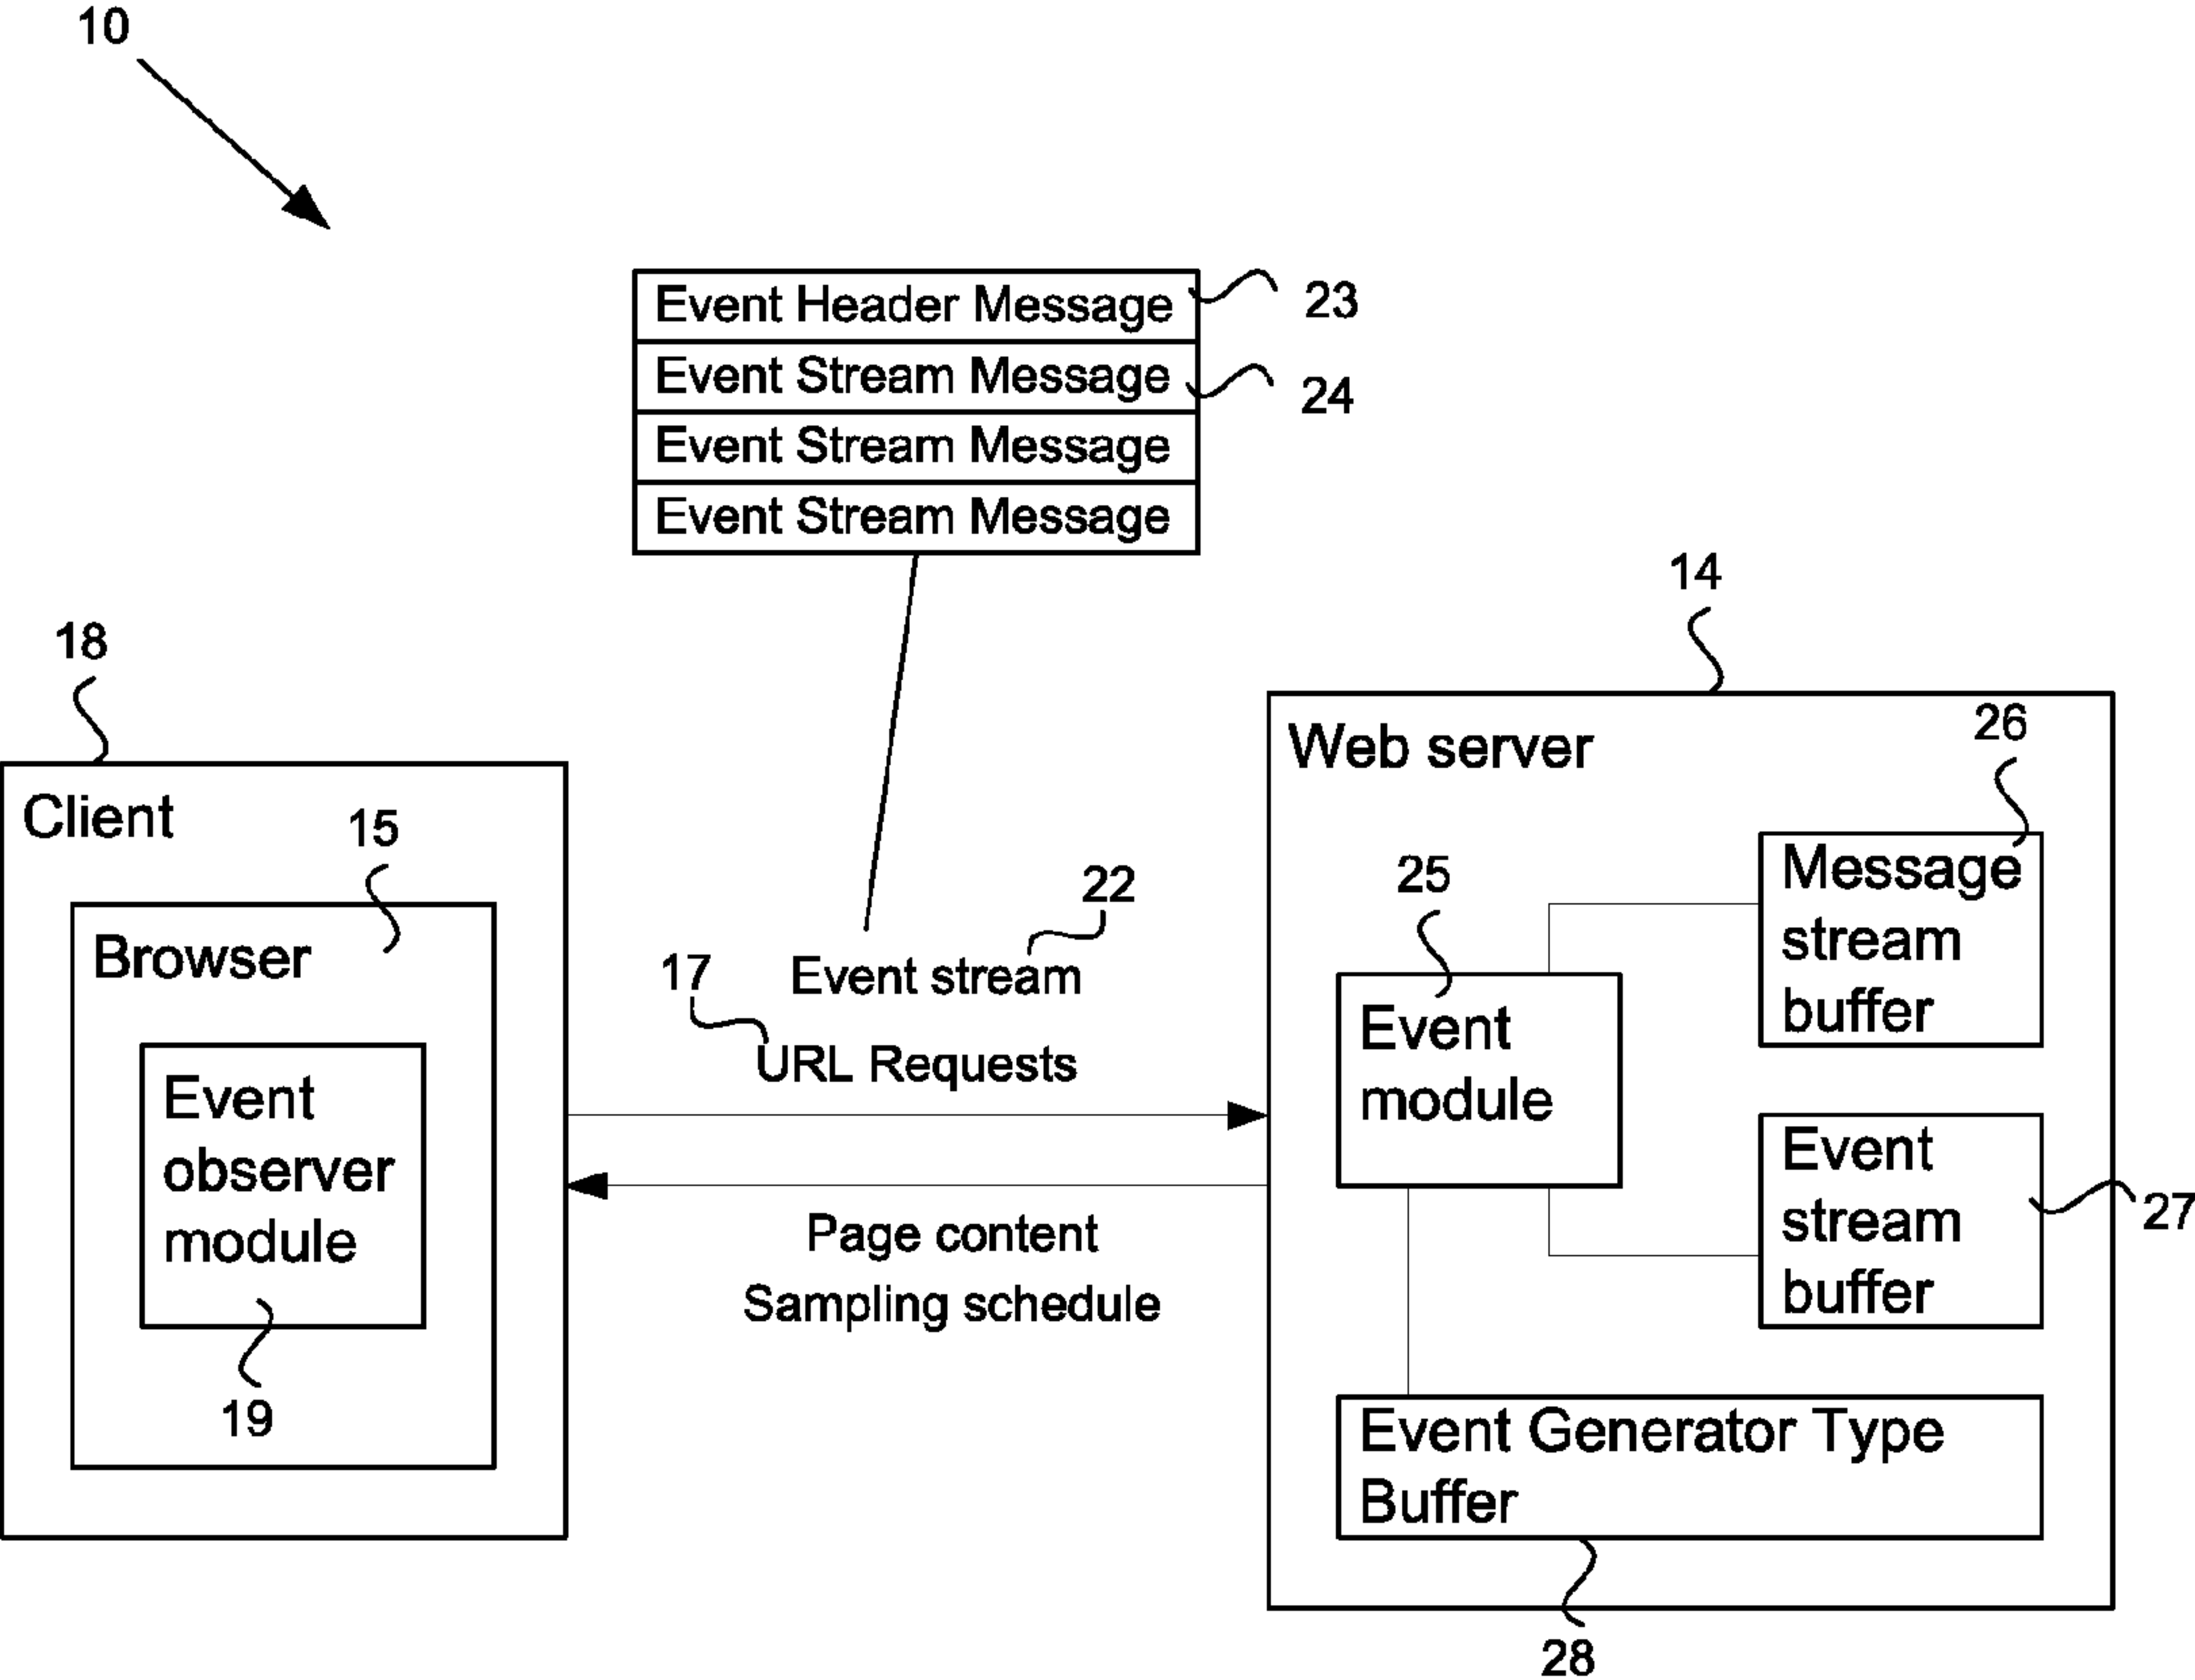 10
Event Header Message
23
Event Stream Message
24
Event Stream Message
Event Stream Message
14
18
Web server
26
Client
15
Message
stream
buffer
25
22
Browser
17
Event stream
Event
module
URL Requests
Event
observer
module
Event
stream
buffer
27
Page content
Sampling schedule
19
Event Generator Type
Buffer
28